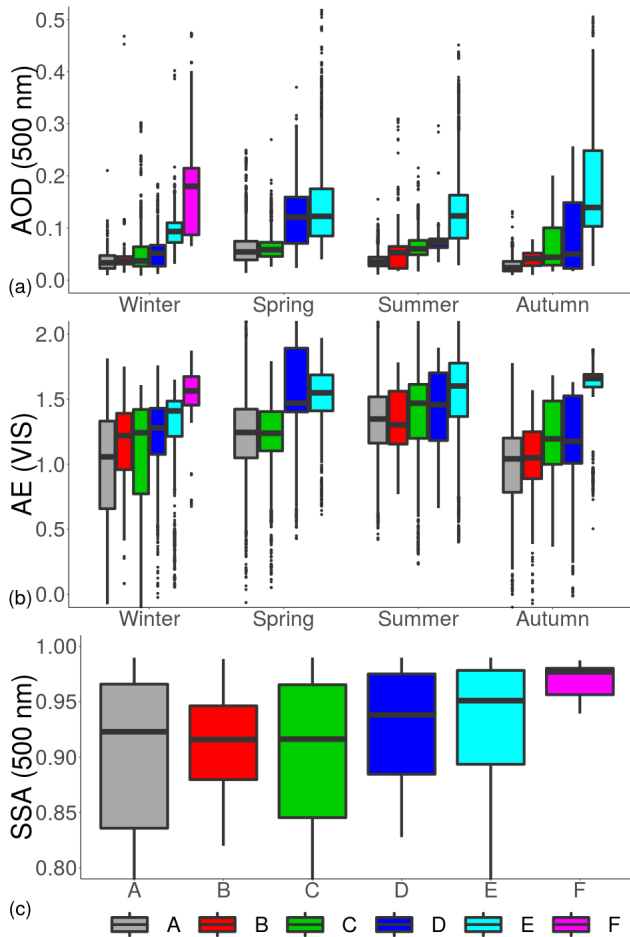 0.5
0.4
0.3
0.2
0.1
0.0
AOD (500 nm)
(a)
Winter Spring Summer Autumn
2.0
1.5
1.0
0.5
0.0
AE (VIS)
(b)
Winter Spring Summer Autumn
1.00
0.95
0.90
0.85
0.80
SSA (500 nm)
A B C D E F
(c)
A B C D E F